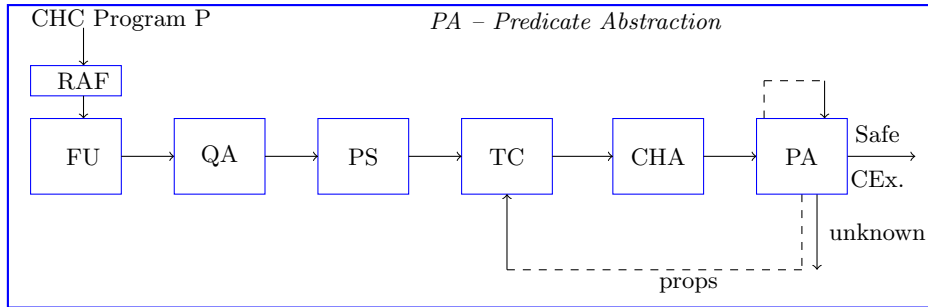 CHC Program P
PA – Predicate Abstraction
RAF
FU
QA
PS
TC
CHA
PA
Safe
CEx.
unknown
props